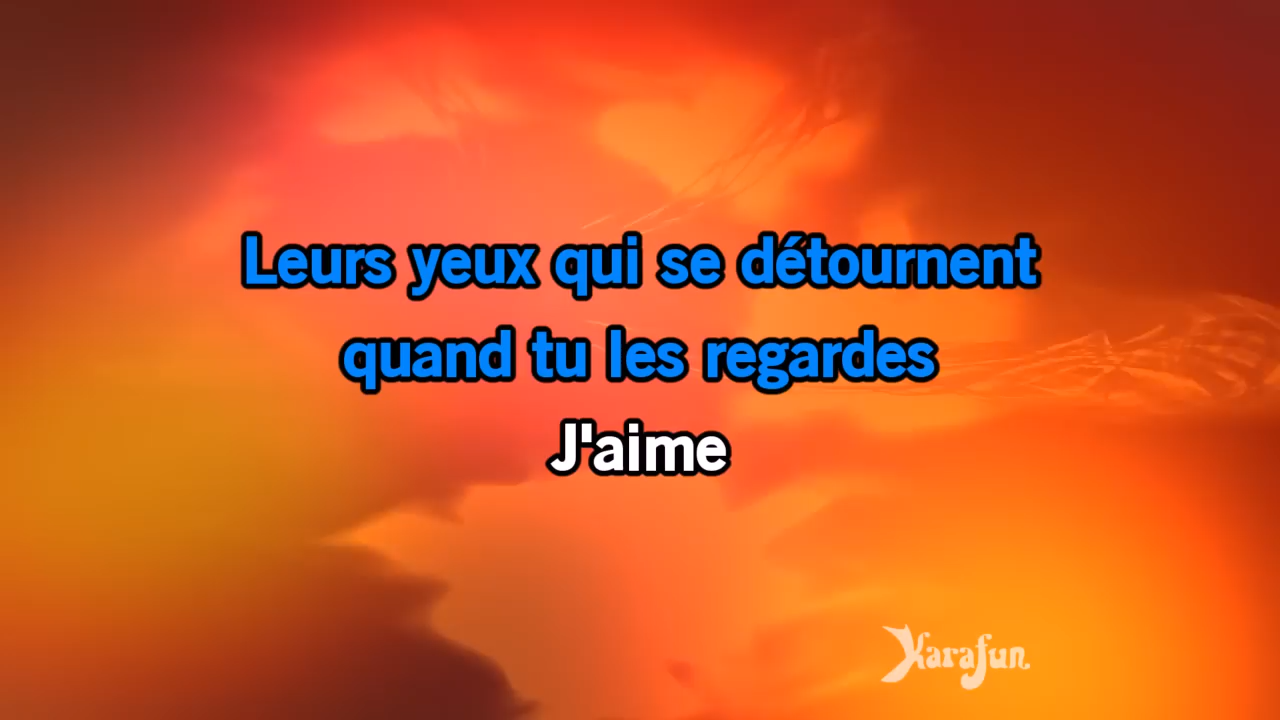 Leurs yeux qui se détournent
quand tu les regardes
J'aime
Karafun